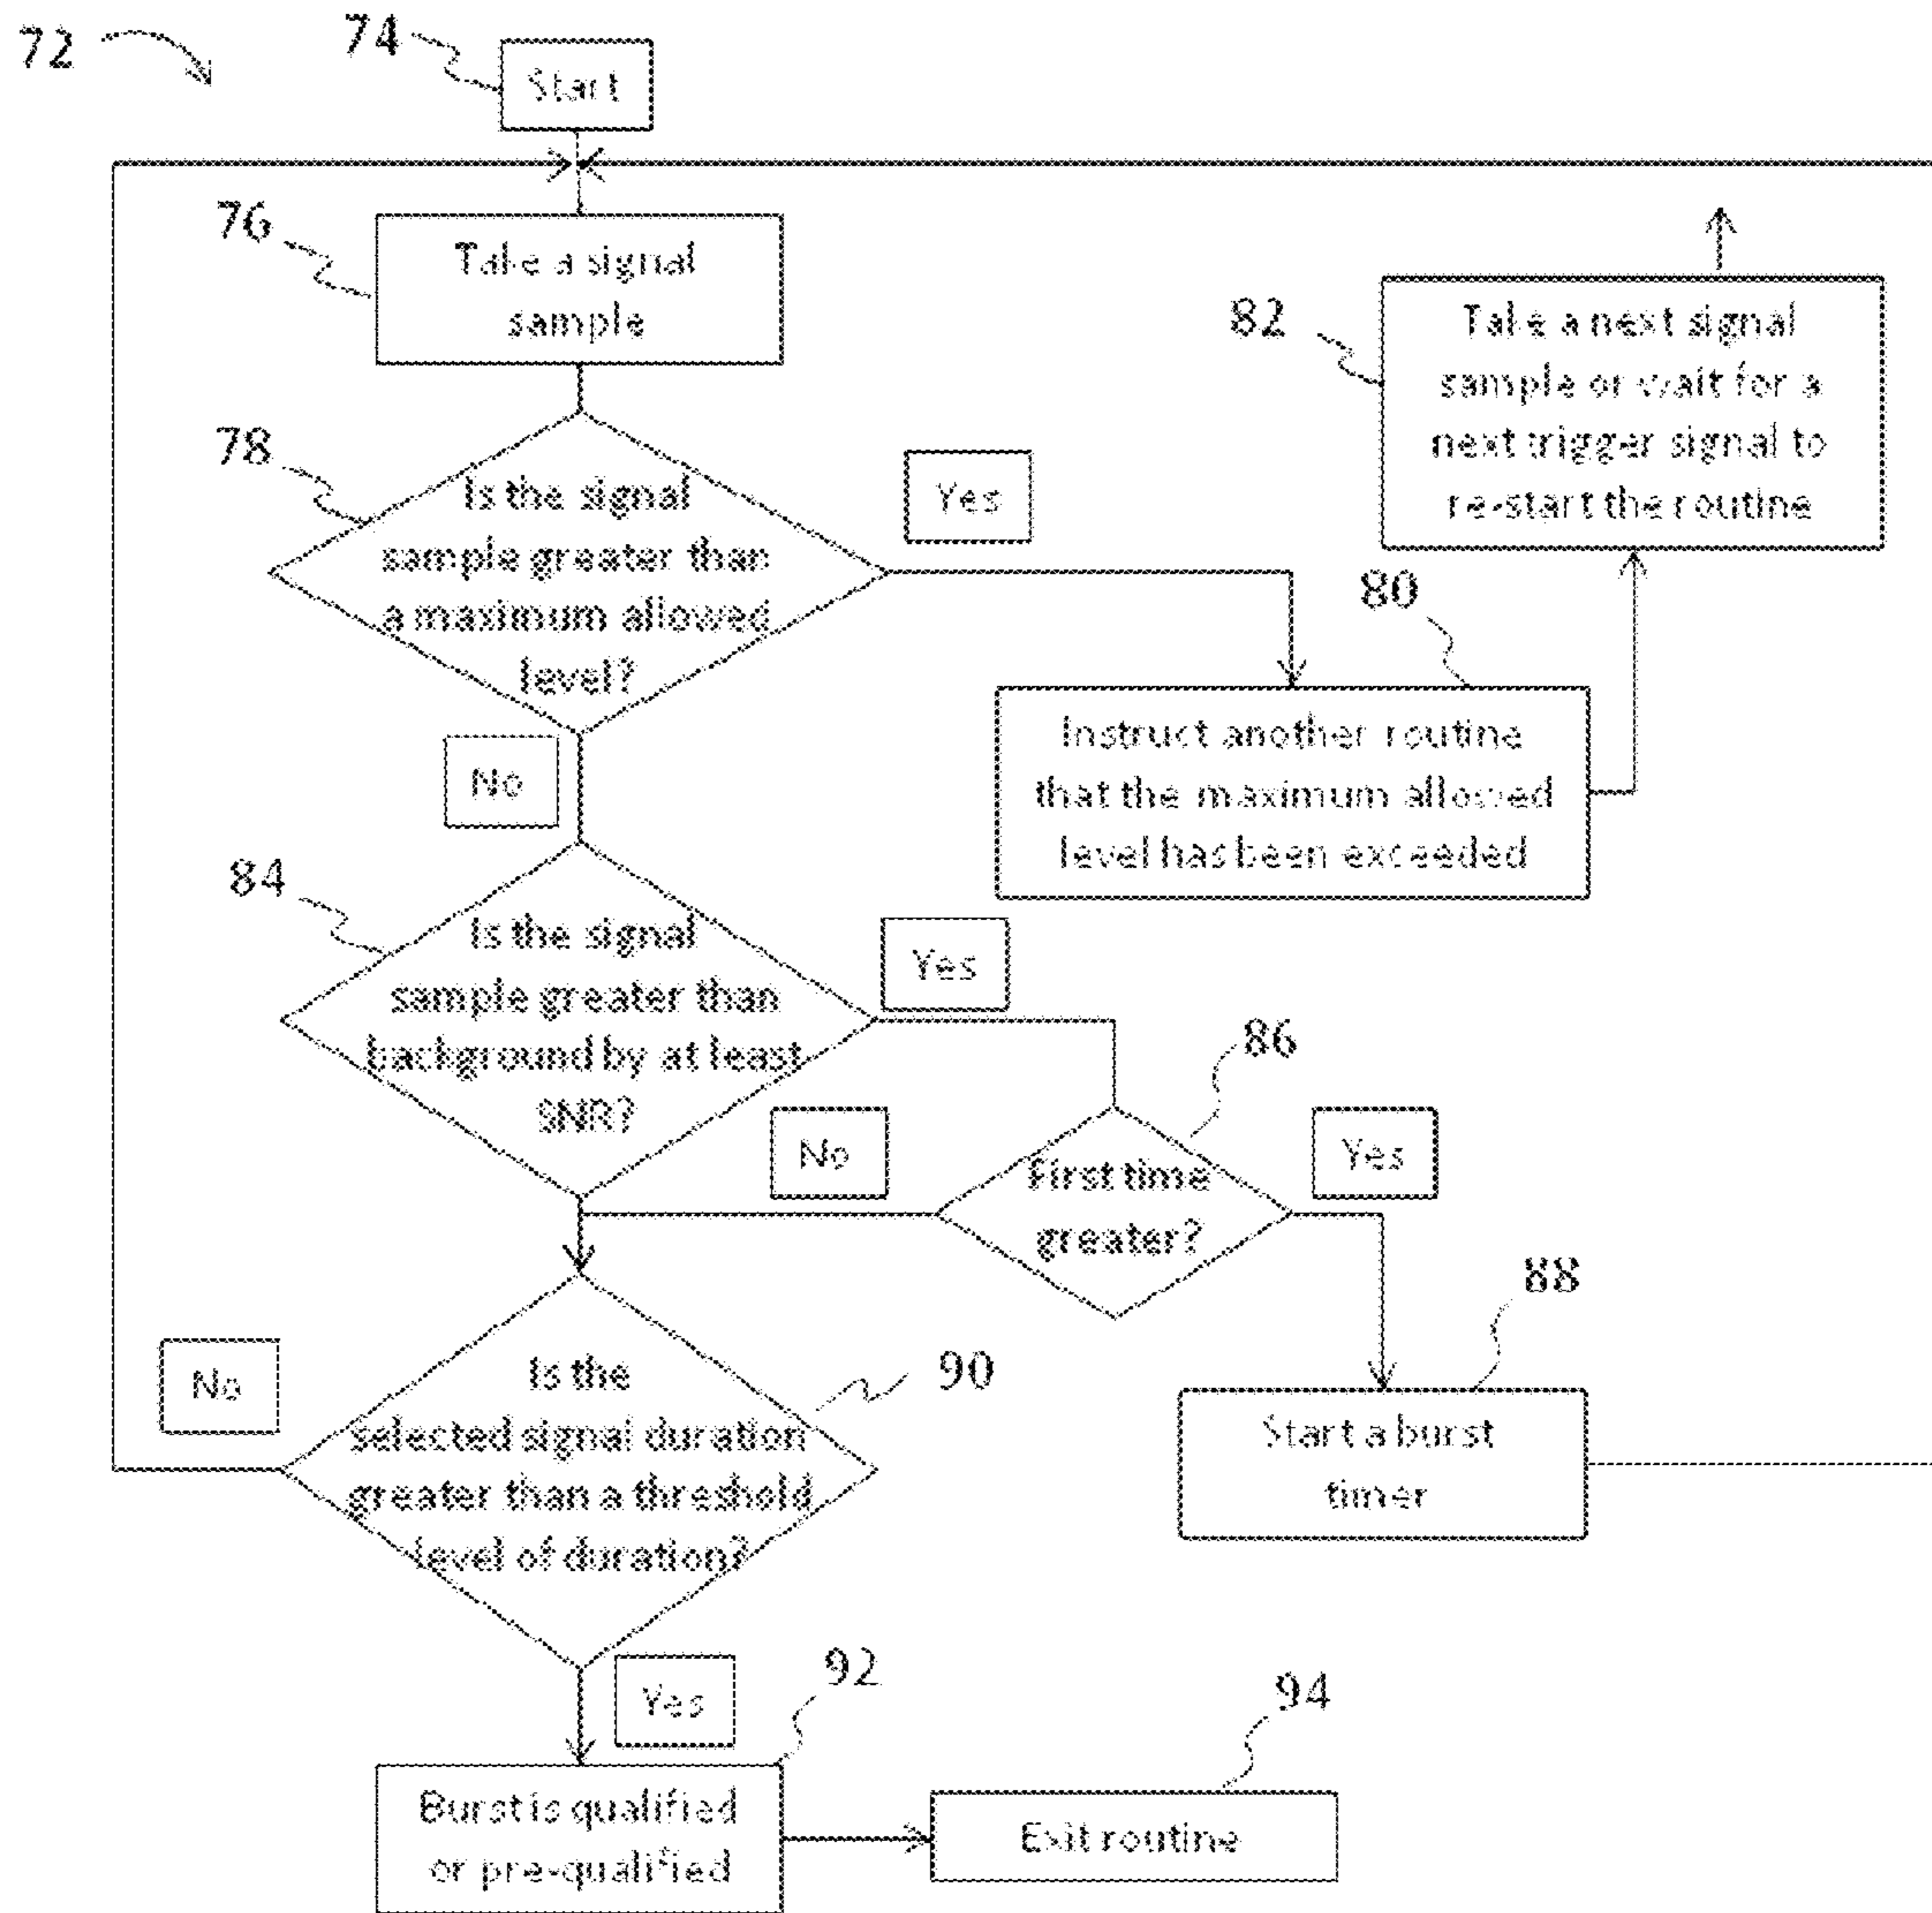 72
74
Start
76
Take a signal
sample
82
Take a next signal
sample or wait for a
next trigger signal to
re-start the routine
78
Is the signal
sample greater than
a maximum allowed
level?
Yes
80
Instruct another routine
that the maximum allowed
level has been exceeded
No
84
Is the signal
sample greater than
background by at least
SNR?
Yes
86
First time
greater?
No
Yes
88
Start a burst
timer
90
Is the
selected signal duration
greater than a threshold
level of duration?
No
Yes
92
Burst is qualified
or pre-qualified
94
Exit routine